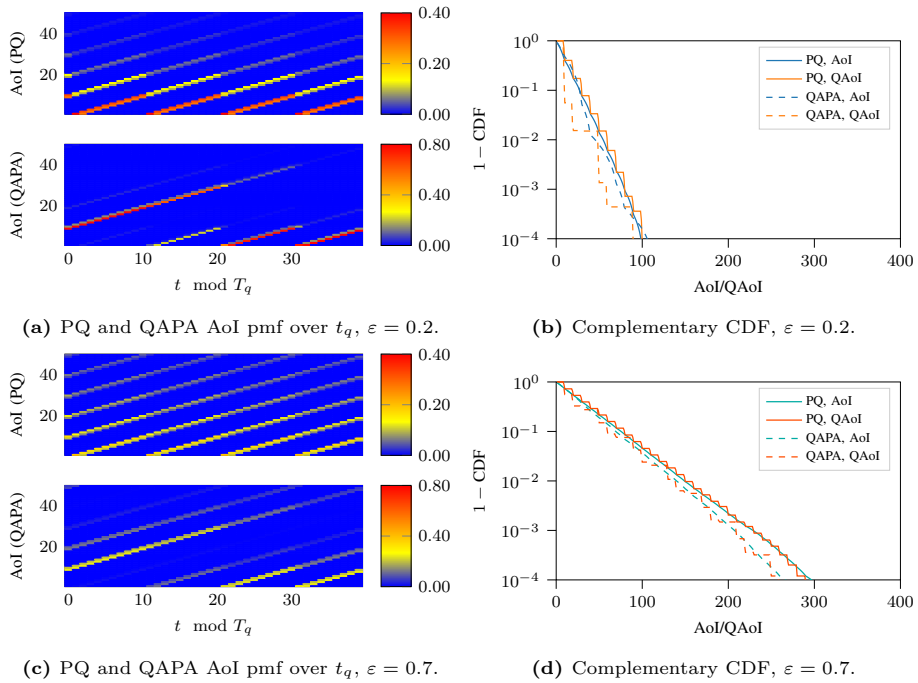 AoI (PQ)
40
20
0.40
0.20
0.00
AoI (QAPA)
40
20
0.80
0.40
0.00
0
10
20
30
t mod T_q
(a) PQ and QAPA AoI pmf over t_q, ε = 0.2.
1 − CDF
10^0
10^−1
10^−2
10^−3
10^−4
0
100
200
300
400
AoI/QAoI
PQ, AoI
PQ, QAoI
QAPA, AoI
QAPA, QAoI
(b) Complementary CDF, ε = 0.2.
AoI (PQ)
40
20
0.40
0.20
0.00
AoI (QAPA)
40
20
0.80
0.40
0.00
0
10
20
30
t mod T_q
(c) PQ and QAPA AoI pmf over t_q, ε = 0.7.
1 − CDF
10^0
10^−1
10^−2
10^−3
10^−4
0
100
200
300
400
AoI/QAoI
PQ, AoI
PQ, QAoI
QAPA, AoI
QAPA, QAoI
(d) Complementary CDF, ε = 0.7.